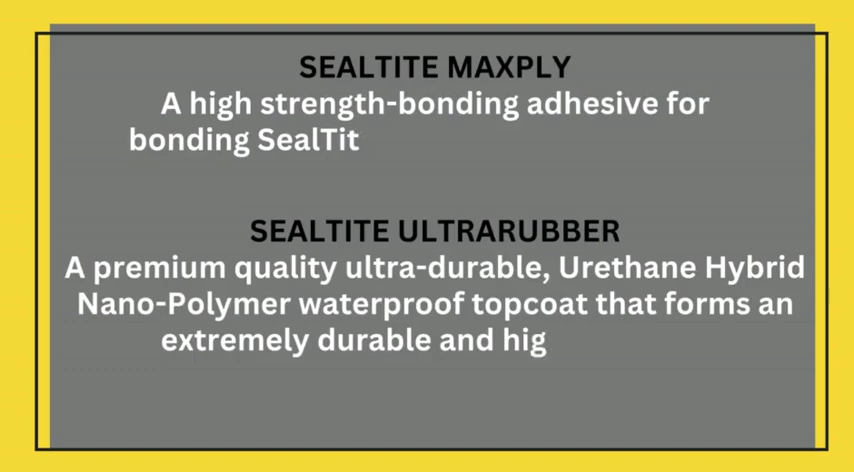 SEALTITE MAXPLY
A high strength-bonding adhesive for
bonding SealTit
SEALTITE ULTRARUBBER
A premium quality ultra-durable, Urethane Hybrid
Nano-Polymer waterproof topcoat that forms an
extremely durable and hig